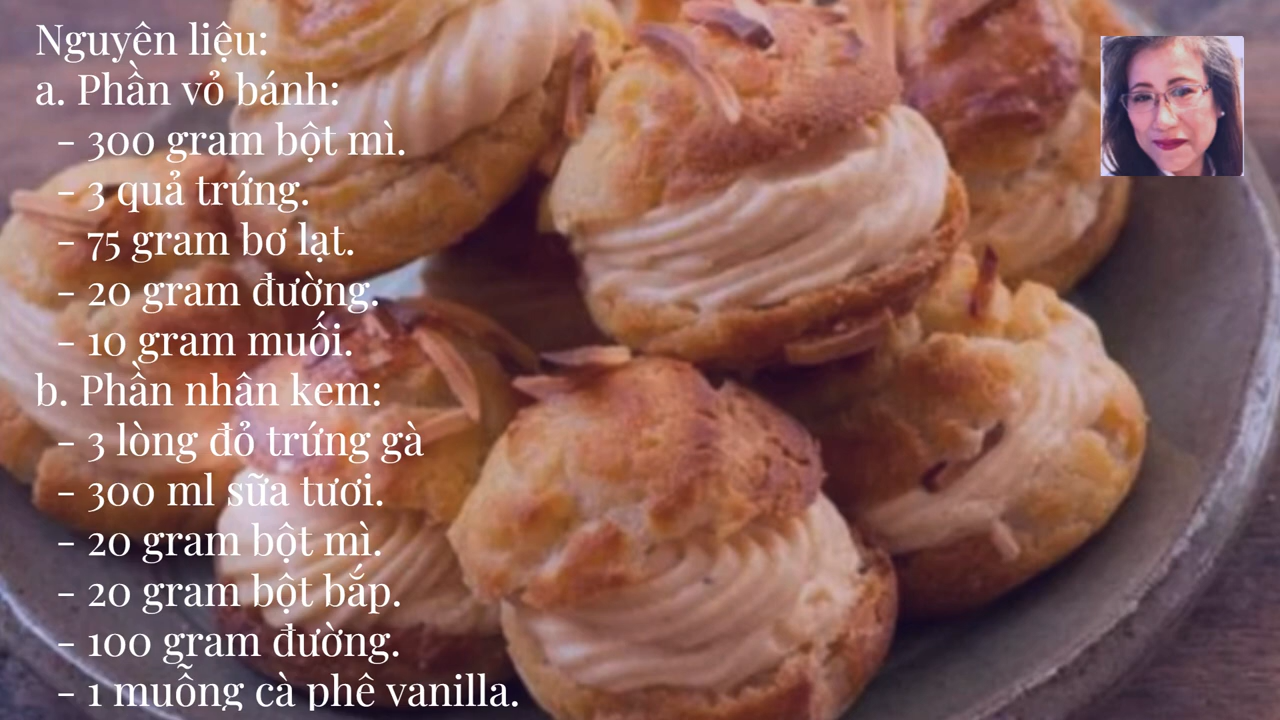 Nguyên liệu:
a. Phần vỏ bánh:
- 300 gram bột mì.
- 3 quả trứng.
- 75 gram bơ lạt.
- 20 gram đường.
- 10 gram muối.
b. Phần nhân kem:
- 3 lòng đỏ trứng gà
- 300 ml sữa tươi.
- 20 gram bột mì.
- 20 gram bột bắp.
- 100 gram đường.
- 1 muỗng cà phê vanilla.